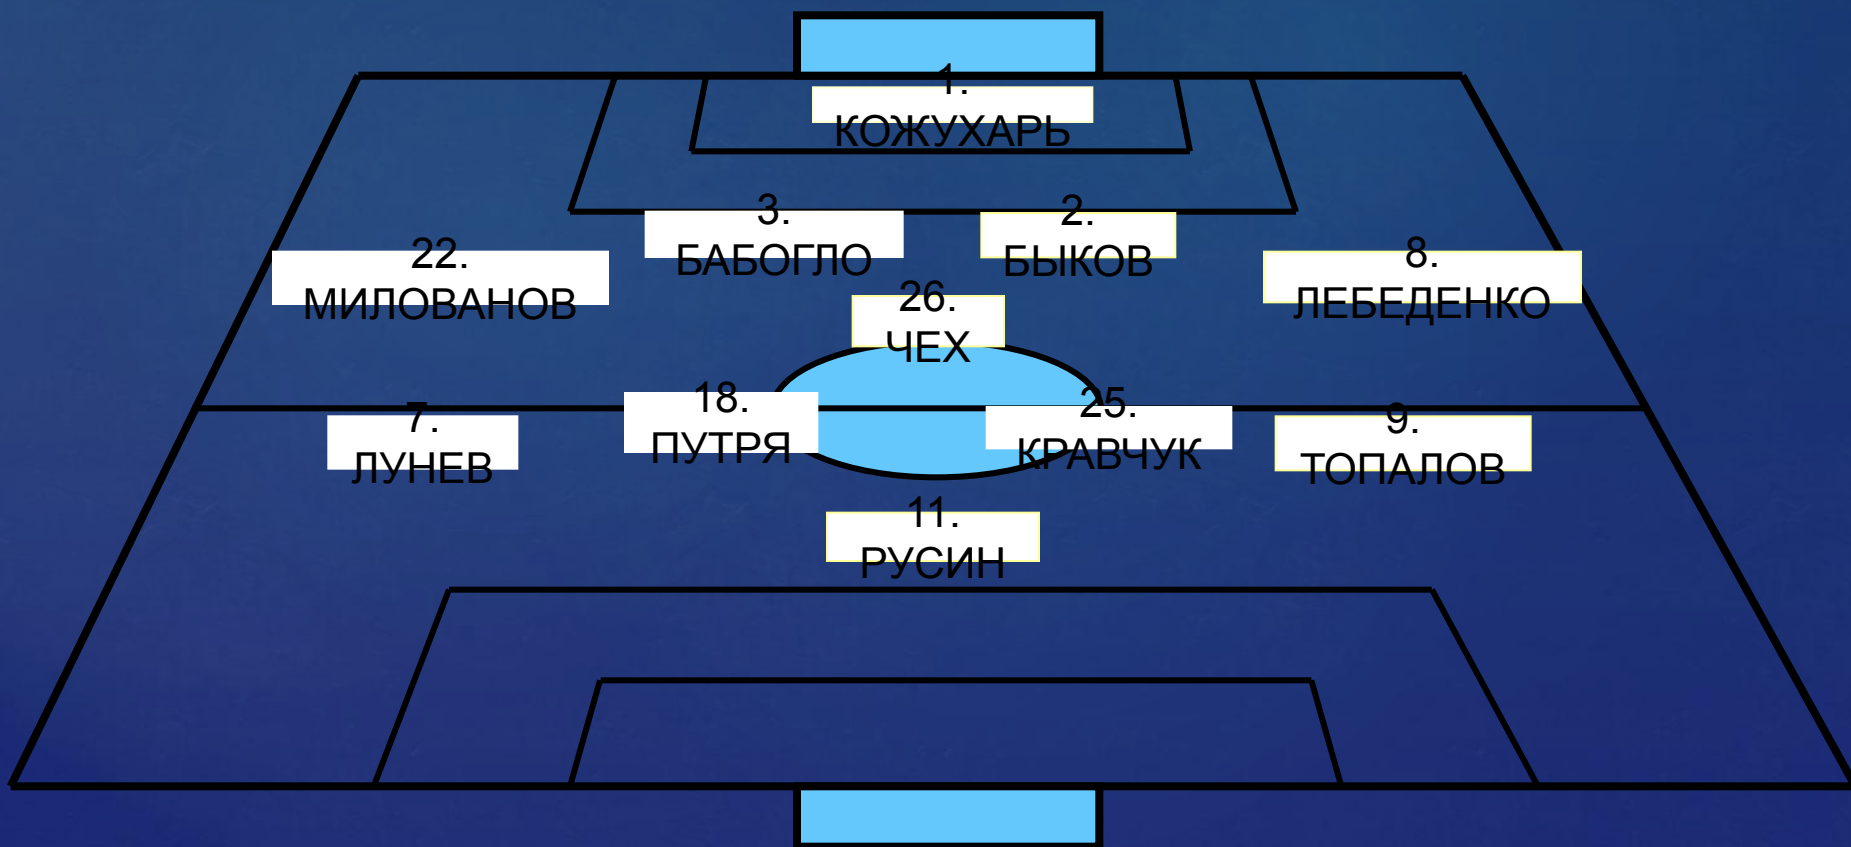 1.
КОЖУХАРЬ
3.
БАБОГЛО
2.
БЫКОВ
22.
МИЛОВАНОВ
8.
ЛЕБЕДЕНКО
26.
ЧЕХ
7.
ЛУНЕВ
18.
ПУТРЯ
25.
КРАВЧУК
9.
ТОПАЛОВ
11.
РУСИН